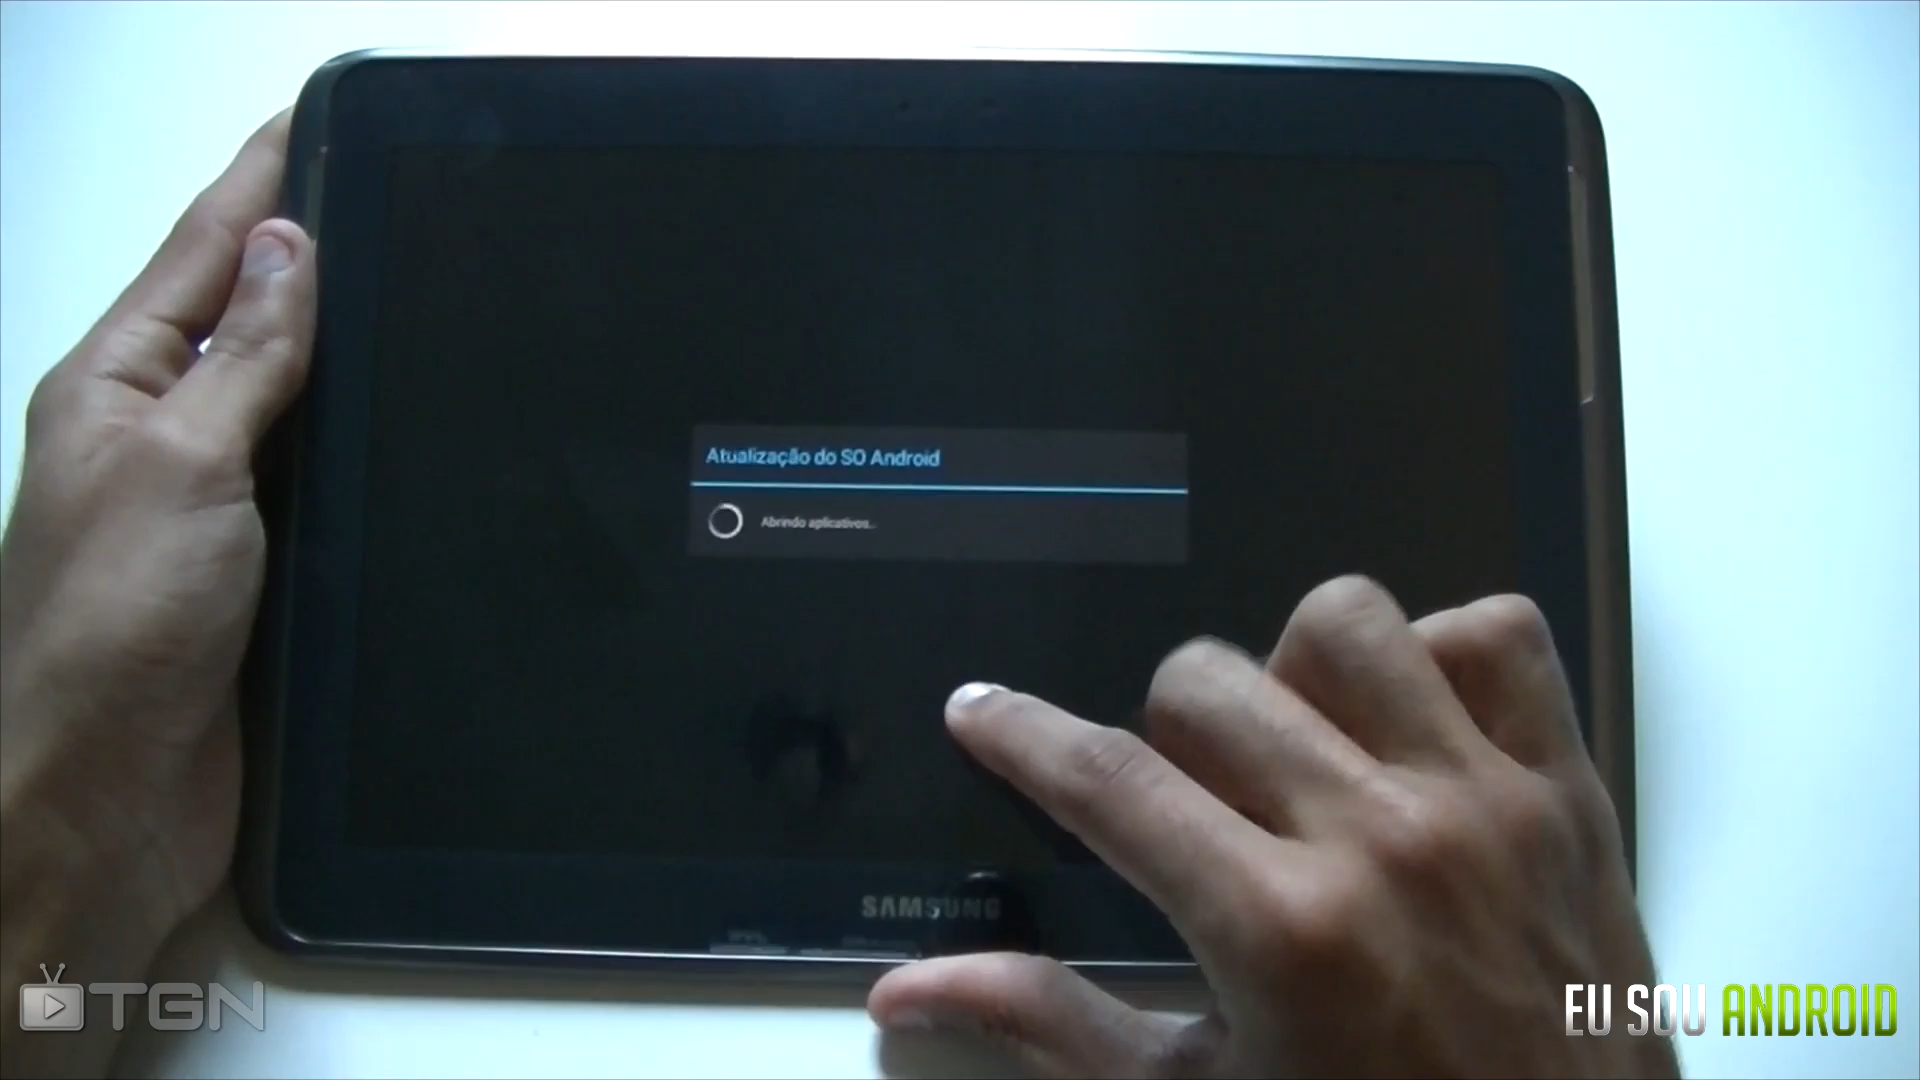 Atualização do SO Android
Abrindo aplicativos..
SAMSUNG
TGN
EU SOU ANDROID